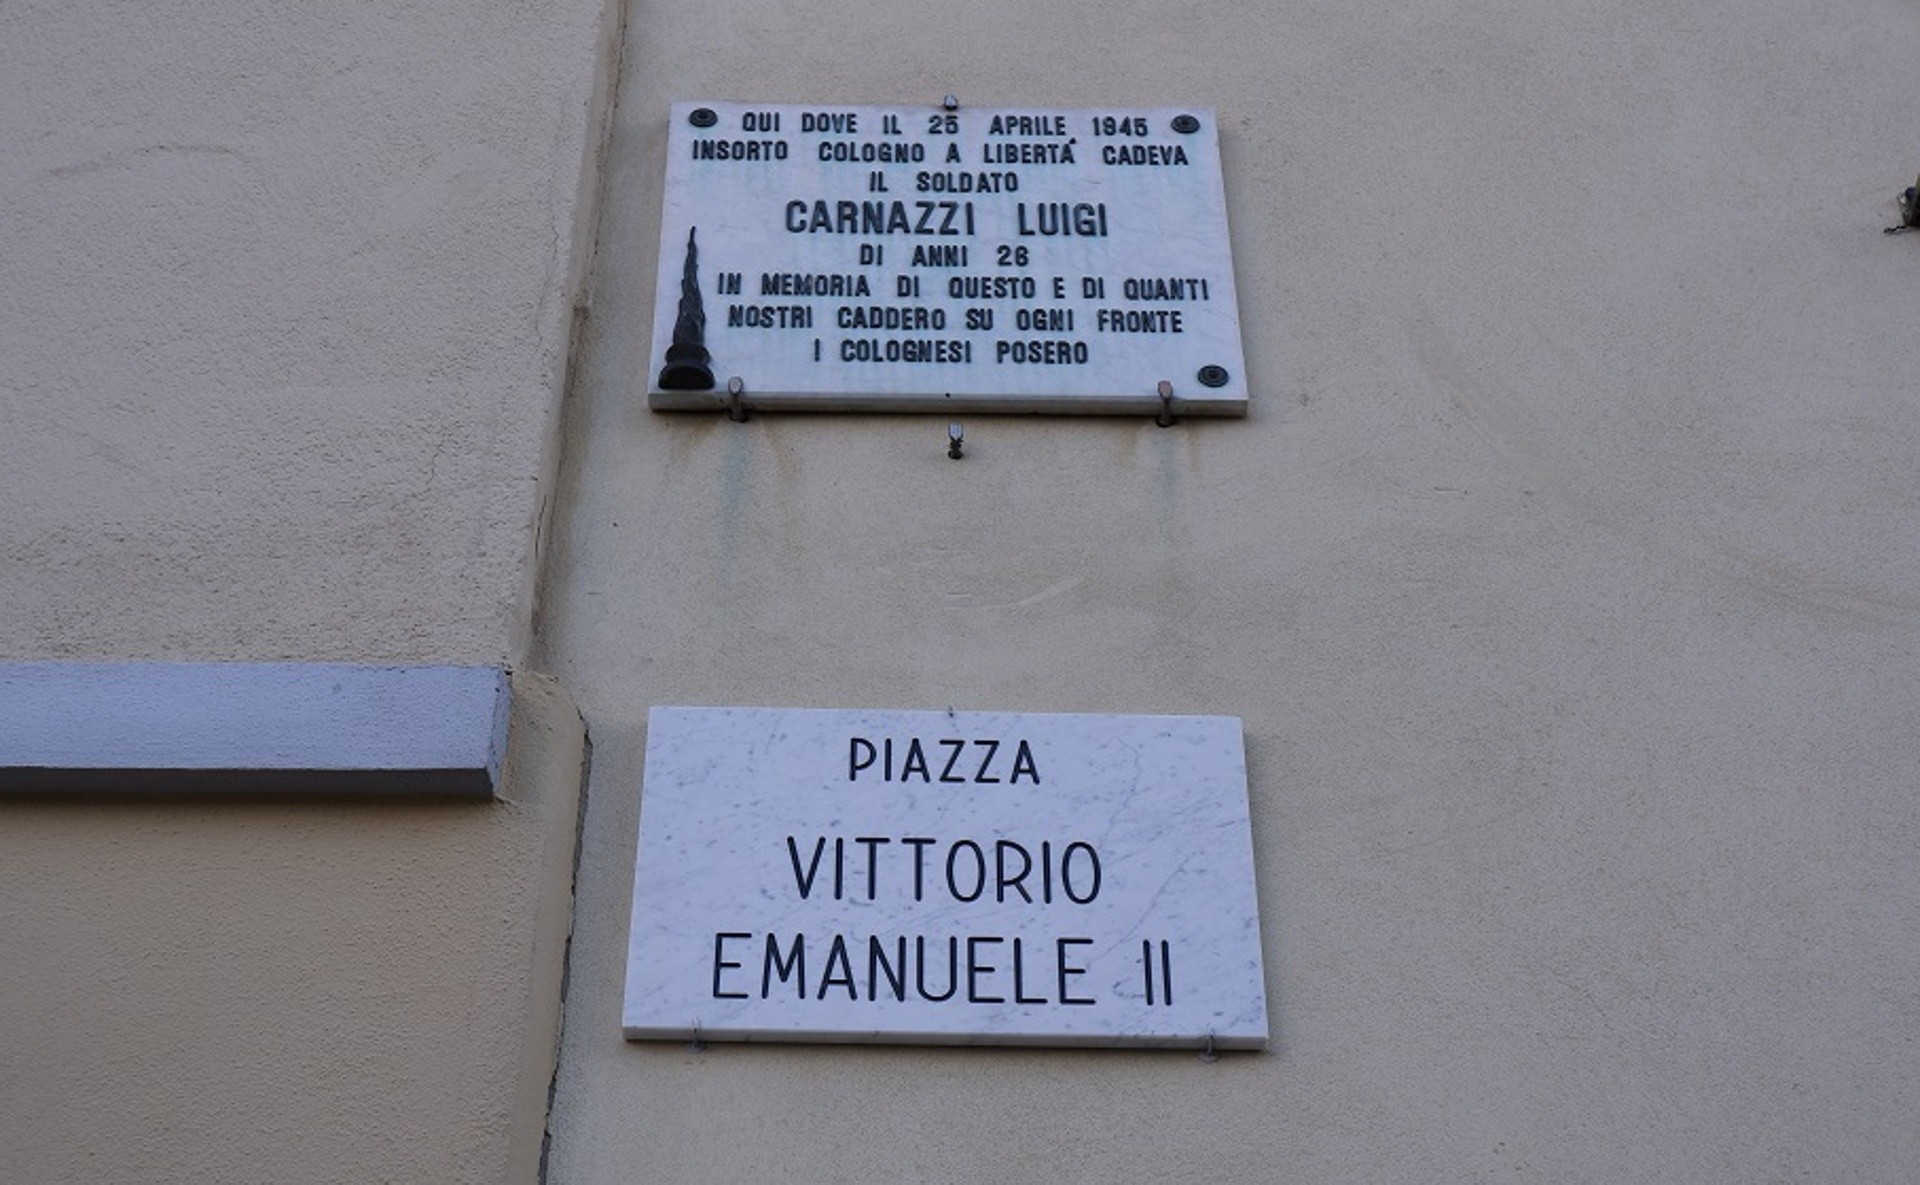 QUI DOVE IL 25 APRILE 1945
INSORTO COLOGNO A LIBERTÀ CADEVA
IL SOLDATO
CARNAZZI LUIGI
DI ANNI 26
IN MEMORIA DI QUESTO E DI QUANTI
NOSTRI CADDERO SU OGNI FRONTE
I COLOGNESI POSERO
PIAZZA
VITTORIO
EMANUELE II